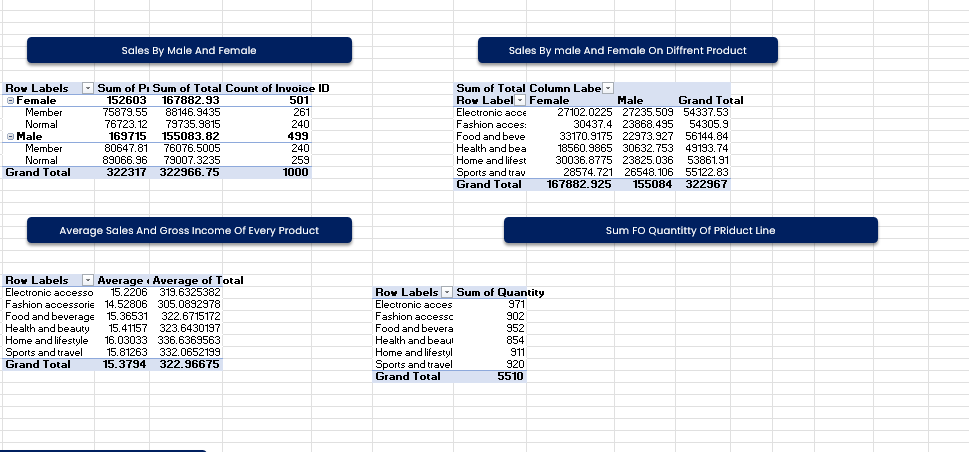 Sales By Male And Female
Sales By male And Female On Diffrent Product
Row Labels Sum of Pr Sum of Total Count of Invoice ID
Female 152603 167882.93 501
Member 75879.55 88146.9435 261
Normal 76723.12 79735.9815 240
Male 169715 155083.82 499
Member 80647.81 76076.5005 240
Normal 89066.96 79007.3235 259
Grand Total 322317 322966.75 1000
Sum of Total Column Labe
Row Label Female Male Grand Total
Electronic acce 27102.0225 27235.509 54337.53
Fashion access 30437.4 23868.495 54305.9
Food and beve 33170.9175 22973.927 56144.84
Health and bea 18560.9865 30632.753 49193.74
Home and lifest 30036.8775 23825.036 53861.91
Sports and trav 28574.721 26548.106 55122.83
Grand Total 167882.925 155084 322967
Average Sales And Gross Income Of Every Product
Sum FO Quantitty Of PRiduct Line
Row Labels Average Average of Total
Electronic accesso 15.2206 319.6325382
Fashion accessorie 14.52806 305.0892978
Food and beverage 15.36531 322.6715172
Health and beauty 15.41157 323.6430197
Home and lifestyle 16.03033 336.6369563
Sports and travel 15.81263 332.0652199
Grand Total 15.3794 322.96675
Row Labels Sum of Quantity
Electronic acces 971
Fashion accessc 902
Food and bevera 952
Health and beau 854
Home and lifestyl 911
Sports and travel 920
Grand Total 5510